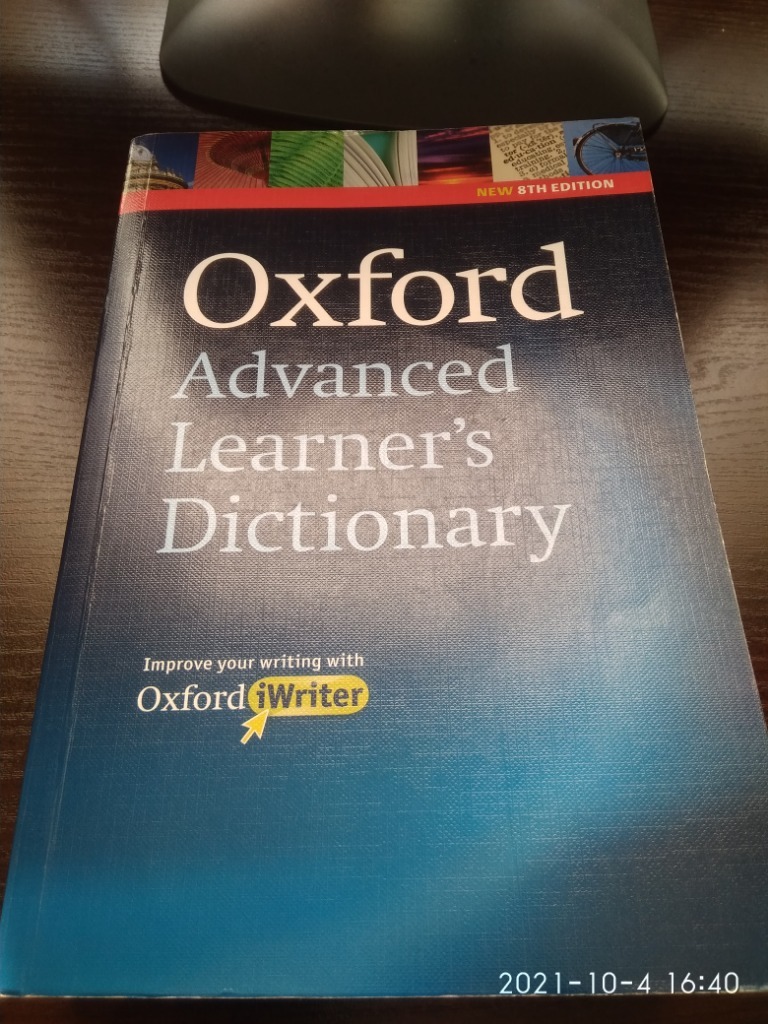 NEW 8TH EDITION
Oxford
Advanced
Learner's
Dictionary
Improve your writing with
Oxford iWriter
2021-10-4 16:40